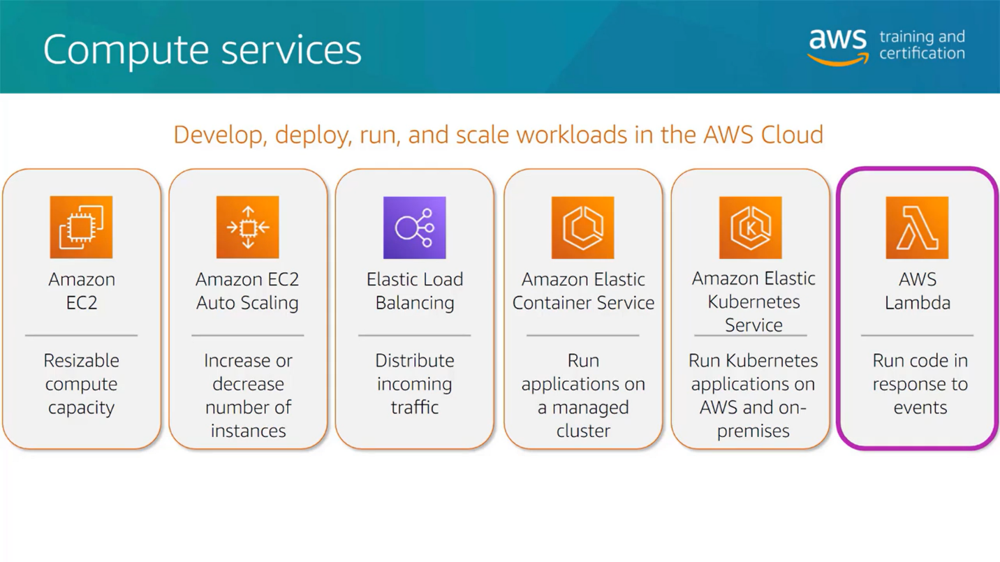 Compute services
aws
training and
certification
Develop, deploy, run, and scale workloads in the AWS Cloud
Amazon
EC2
Resizable
compute
capacity
Amazon EC2
Auto Scaling
Increase or
decrease
number of
instances
Elastic Load
Balancing
Distribute
incoming
traffic
Amazon Elastic
Container Service
Run
applications on
a managed
cluster
K
Amazon Elastic
Kubernetes
Service
Run Kubernetes
applications on
AWS and on-
premises
AWS
Lambda
Run code in
response to
events